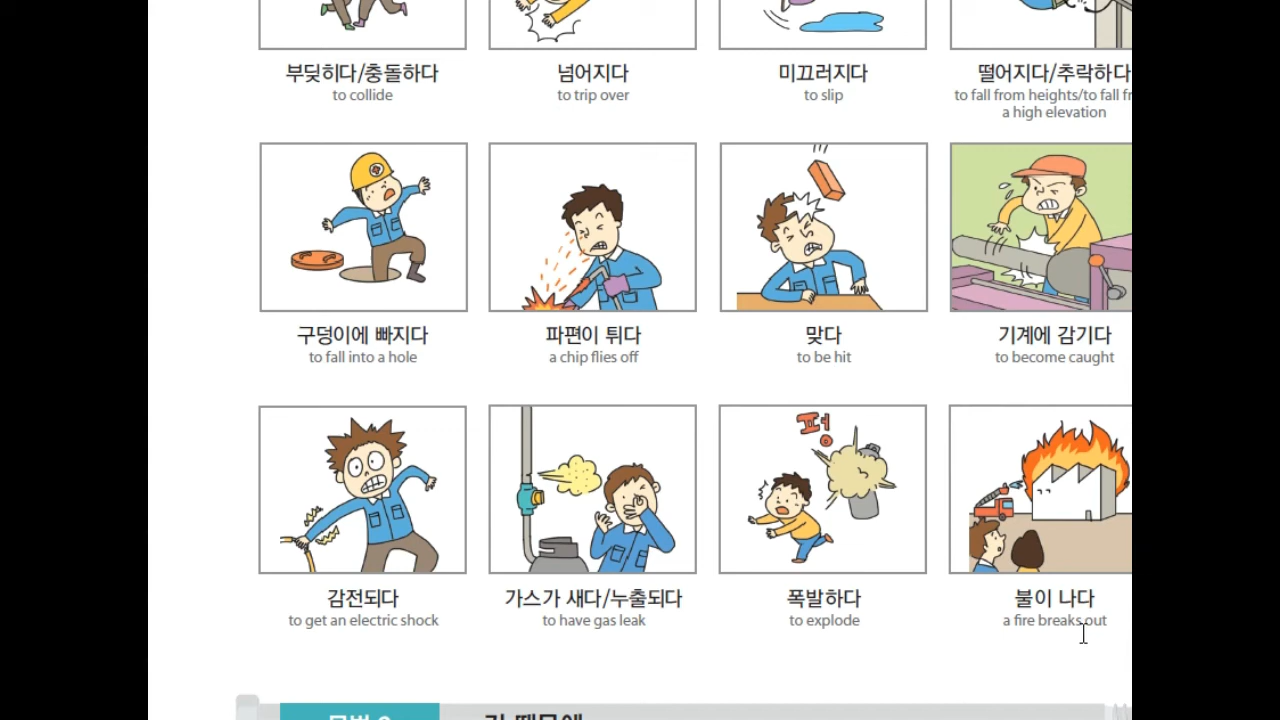 부딪히다/충돌하다
to collide
넘어지다
to trip over
미끄러지다
to slip
떨어지다/추락하다
to fall from heights/to fall fr
a high elevation
구덩이에 빠지다
to fall into a hole
파편이 튀다
a chip flies off
맞다
to be hit
기계에 감기다
to become caught
펑
감전되다
to get an electric shock
가스가 새다/누출되다
to have gas leak
폭발하다
to explode
불이 나다
a fire breaks out